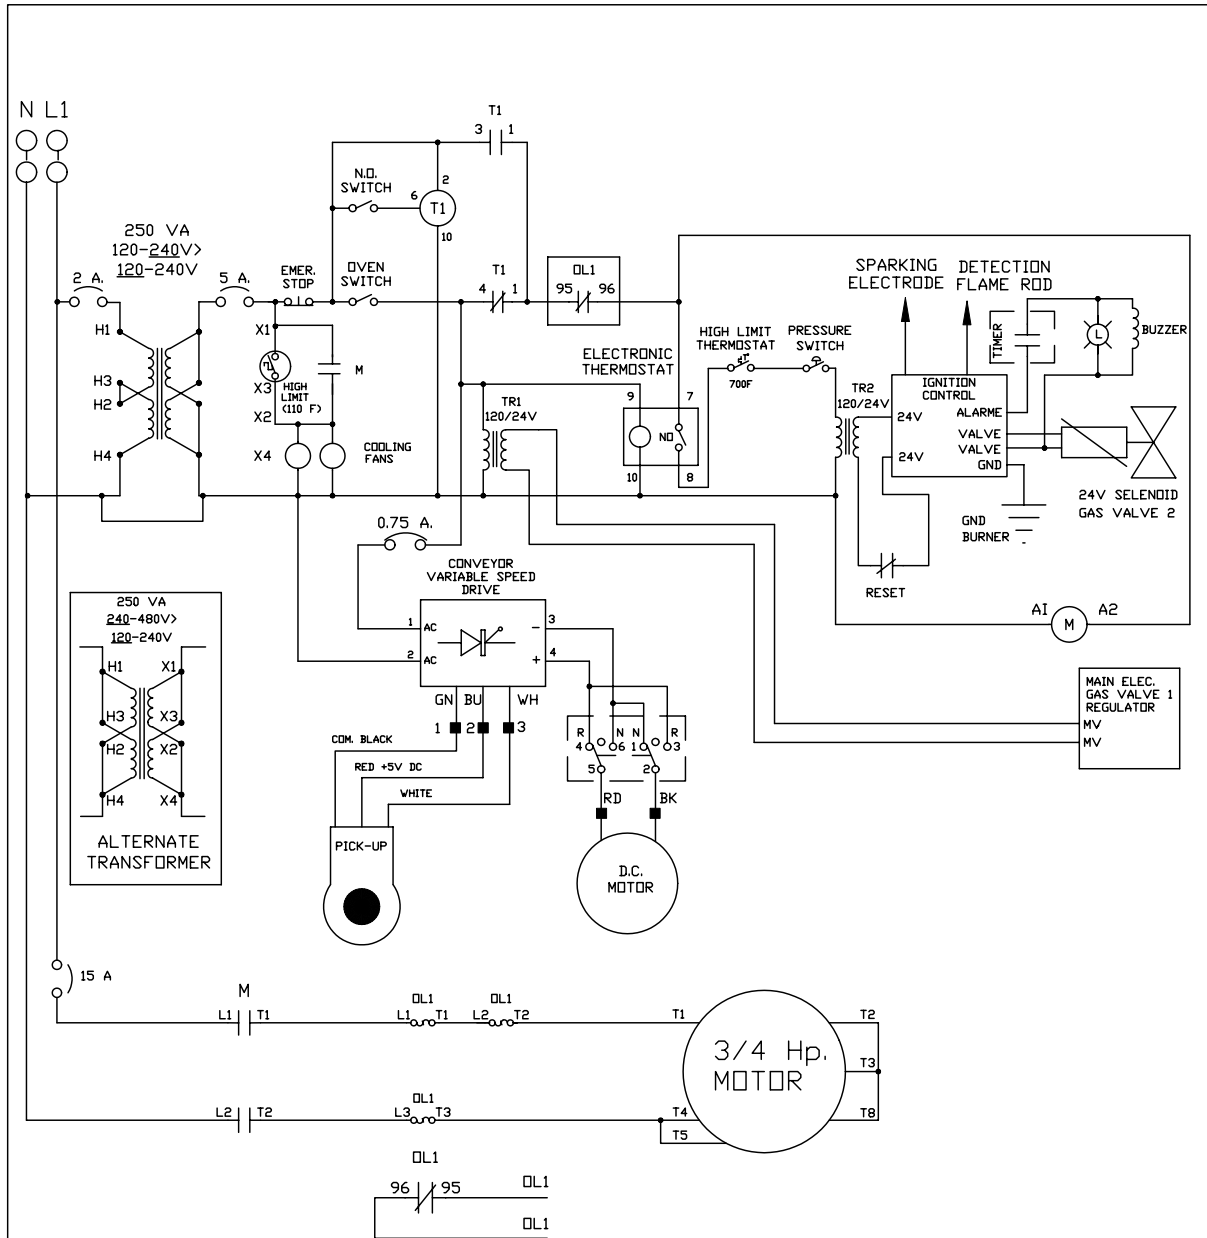 N L1
T1
3 1
N.O.
SWITCH
6
2
T1
10
250 VA
120-240V>
120-240V
2 A.
5 A.
EMER.
STOP
OVEN
SWITCH
T1
4 1
OL1
95 96
SPARKING
ELECTRODE
DETECTION
FLAME ROD
TIMER
L
BUZZER
H1
H3
H2
H4
X1
X3
X2
X4
HIGH
LIMIT
(110 F)
M
COOLING
FANS
TR1
120/24V
ELECTRONIC
THERMOSTAT
9 7
NO
10 8
HIGH LIMIT
THERMOSTAT
700F
PRESSURE
SWITCH
TR2
120/24V
IGNITION
CONTROL
24V
ALARME
VALVE
VALVE
24V
GND
24V SELENOID
GAS VALVE 2
GND
BURNER
RESET
0.75 A.
CONVEYOR
VARIABLE SPEED
DRIVE
1 AC - 3
2 AC + 4
GN BU WH
1 2 3
COM. BLACK
RED +5V DC
WHITE
PICK-UP
R N N R
4 6 1 3
5 2
RD BK
D.C.
MOTOR
AI M A2
MAIN ELEC.
GAS VALVE 1
REGULATOR
MV
MV
250 VA
240-480V>
120-240V
H1 X1
H3 X3
H2 X2
H4 X4
ALTERNATE
TRANSFORMER
15 A
M
L1 T1
OL1
L1 T1
OL1
L2 T2
T1
3/4 Hp.
MOTOR
T2
T3
T8
L2 T2
OL1
L3 T3
T4
T5
OL1
96 95
OL1
OL1